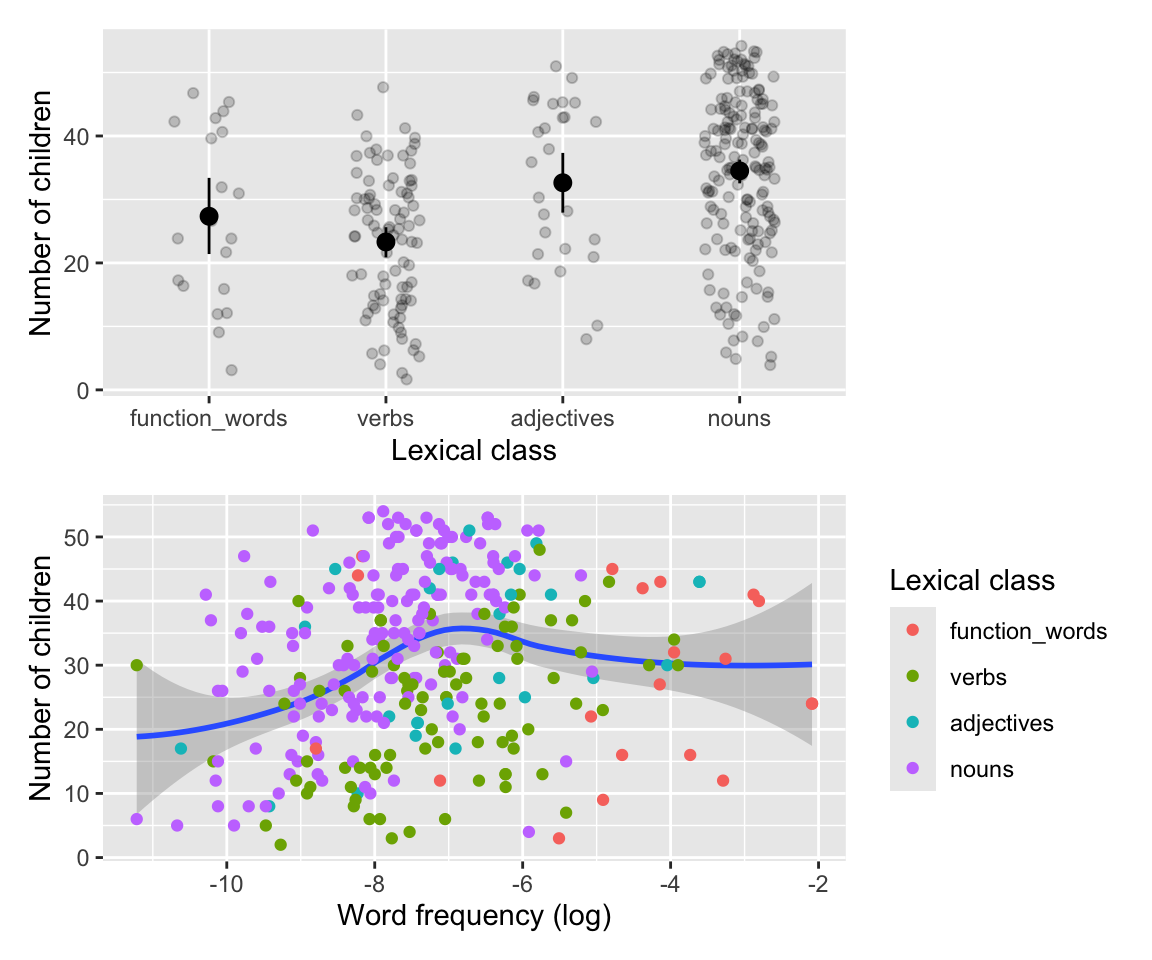 Number of children
40
20
0
function_words verbs adjectives nouns
Lexical class
Number of children
50
40
30
20
10
0
-10 -8 -6 -4 -2
Word frequency (log)
Lexical class
function_words
verbs
adjectives
nouns